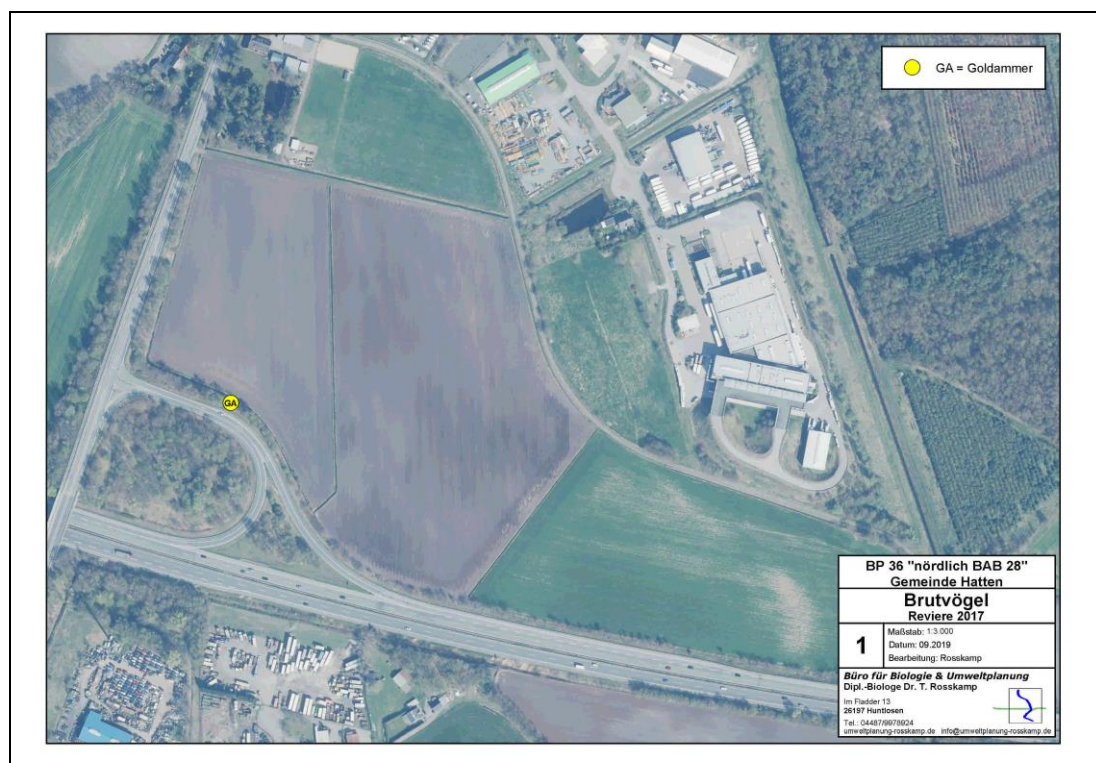 GA = Goldammer
GA
BP 36 "nördlich BAB 28"
Gemeinde Hatten
Brutvögel
Reviere 2017
1
Maßstab: 1:3 000
Datum: 09.2019
Bearbeitung: Rosskamp
Büro für Biologie & Umweltplanung
Dipl.-Biologe Dr. T. Rosskamp
Im Fladder 13
26197 Huntlosen
Tel.: 04487/9978924
umweltplanung-rosskamp.de info@umweltplanung-rosskamp.de